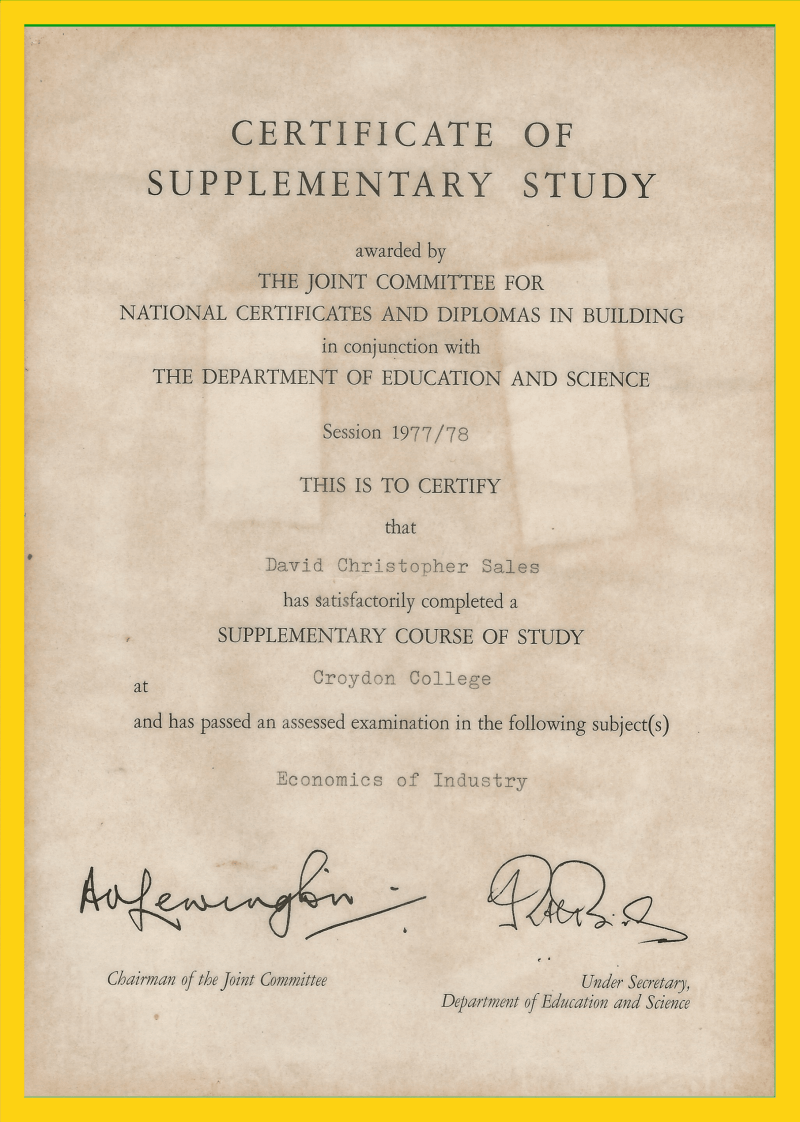 CERTIFICATE OF
SUPPLEMENTARY STUDY
awarded by
THE JOINT COMMITTEE FOR
NATIONAL CERTIFICATES AND DIPLOMAS IN BUILDING
in conjunction with
THE DEPARTMENT OF EDUCATION AND SCIENCE
Session 1977/78
THIS IS TO CERTIFY
that
David Christopher Sales
has satisfactorily completed a
SUPPLEMENTARY COURSE OF STUDY
at Croydon College
and has passed an assessed examination in the following subject(s)
Economics of Industry
Chairman of the Joint Committee
Under Secretary,
Department of Education and Science